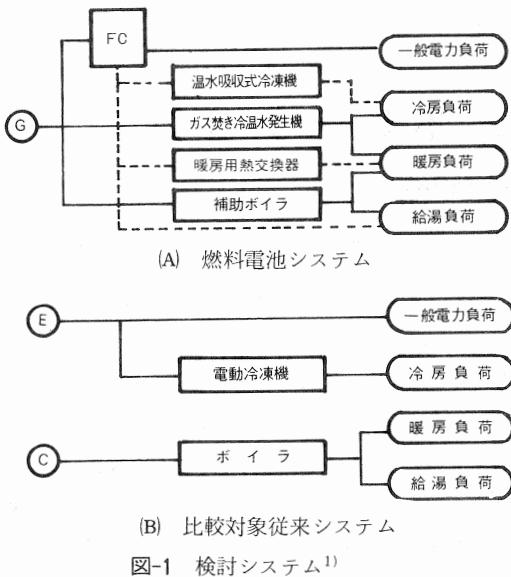 FC
一般電力負荷
温水吸収式冷凍機
冷房負荷
G
ガス焚き冷温水発生機
暖房用熱交換器
暖房負荷
補助ボイラ
給湯負荷
(A) 燃料電池システム
E
一般電力負荷
電動冷凍機
冷房負荷
暖房負荷
C
ボイラ
給湯負荷
(B) 比較対象従来システム
図-1 検討システム1)